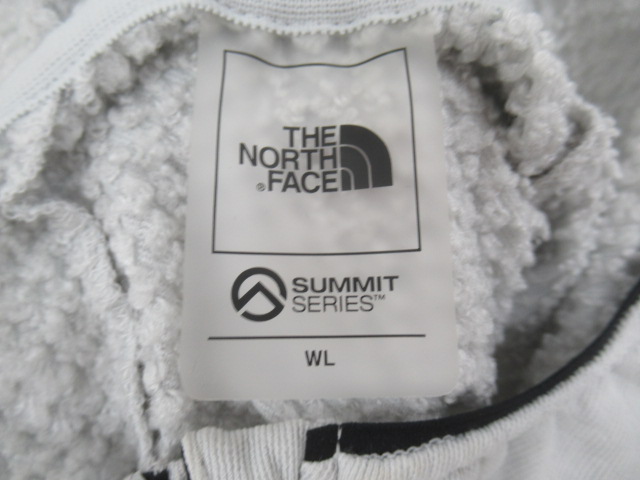 THE
NORTH
® FACE
SUMMIT
SERIES™
WL